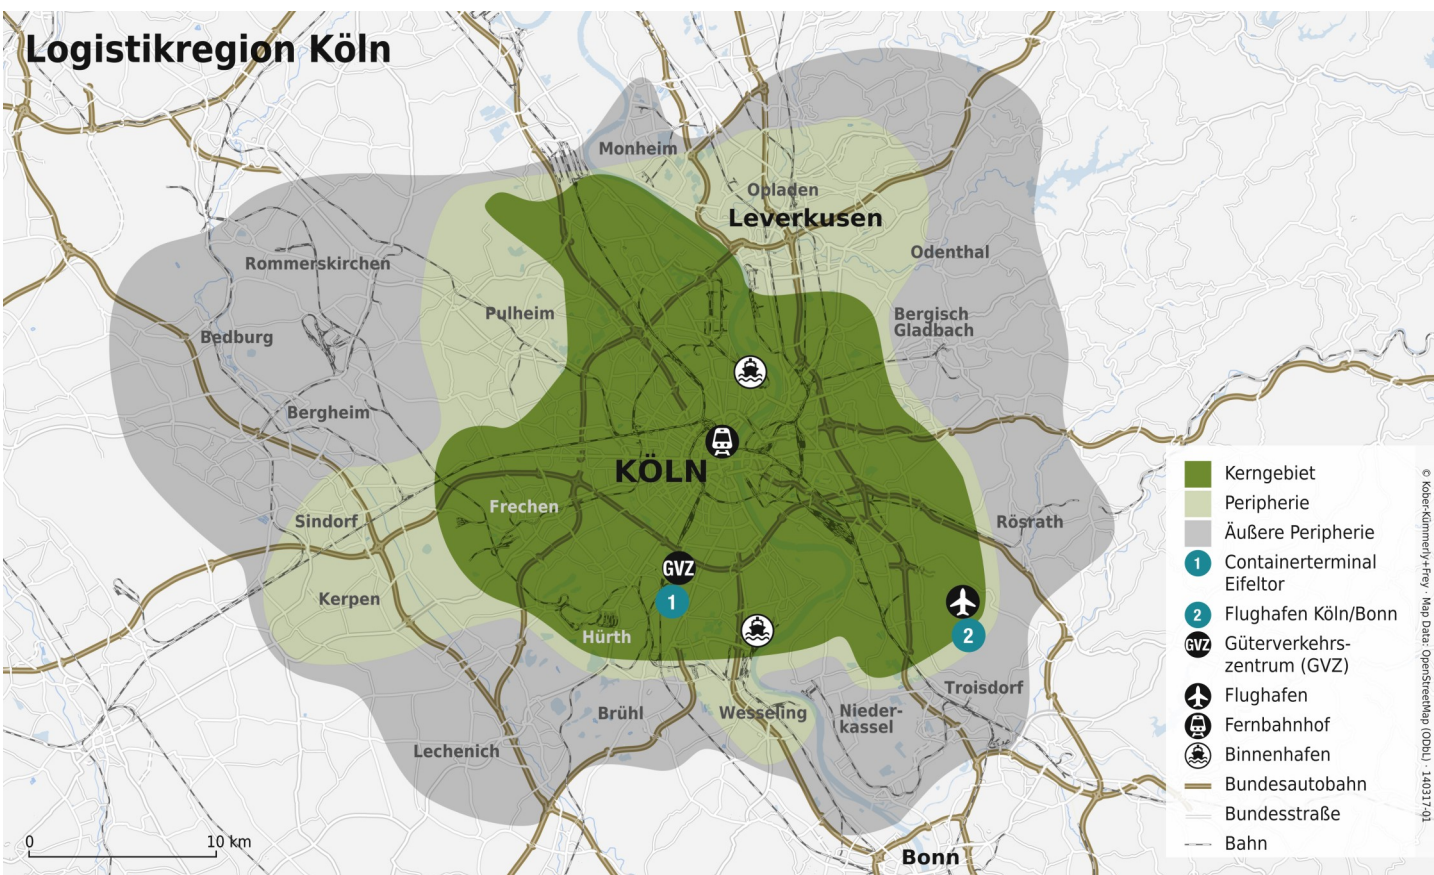 Logistikregion Köln
Monheim
Opladen
Leverkusen
Odenthal
Rommerskirchen
Pulheim
Bergisch
Gladbach
Bedburg
Bergheim
KÖLN
Frechen
Sindorf
Rösrath
GVZ
1
Kerpen
2
Hürth
Troisdorf
Brühl
Wesseling
Nieder-
kassel
Lechenich
Bonn
0 10 km
Kerngebiet
Peripherie
Äußere Peripherie
1 Containerterminal
Eifeltor
2 Flughafen Köln/Bonn
GVZ Güterverkehrs-
zentrum (GVZ)
Flughafen
Fernbahnhof
Binnenhafen
Bundesautobahn
Bundesstraße
Bahn
© Kober-Kümmerly+Frey · Map Data: OpenStreetMap (ODbL) · 140317-01